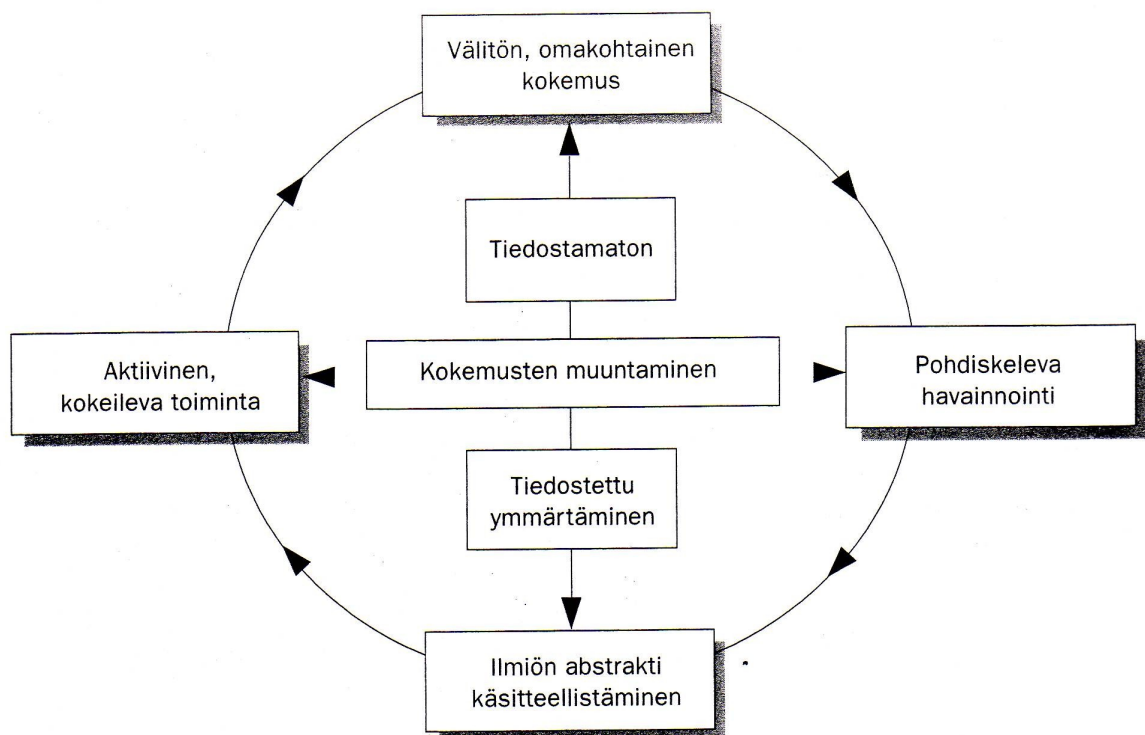 Välitön, omakohtainen
kokemus
Tiedostamaton
Aktiivinen,
kokeileva toiminta
Kokemusten muuntaminen
Pohdiskeleva
havainnointi
Tiedostettu
ymmärtäminen
Ilmiön abstrakti
käsitteellistäminen